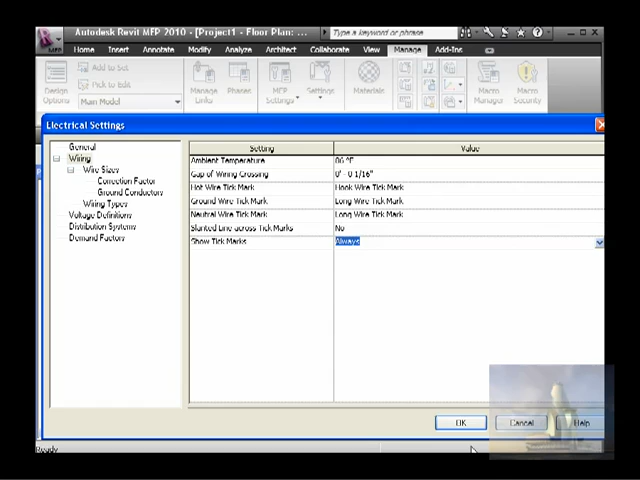 Autodesk Revit MEP 2010 - [Project1 - Floor Plan: ...
Type a keyword or phrase
MEP
Home Insert Annotate Modify Analyze Architect Collaborate View Manage Add-Ins
Design Options
Add to Set
Pick to Edit
Main Model
Manage Links
Phases
MEP Settings
Settings
Materials
Macro Manager
Macro Security
Electrical Settings
General
Wiring
Wire Sizes
Correction Factor
Ground Conductors
Wiring Types
Voltage Definitions
Distribution Systems
Demand Factors
Setting Value
Ambient Temperature 86 °F
Gap of Wiring Crossing 0' - 0 1/16"
Hot Wire Tick Mark Hook Wire Tick Mark
Ground Wire Tick Mark Long Wire Tick Mark
Neutral Wire Tick Mark Long Wire Tick Mark
Slanted Line across Tick Marks No
Show Tick Marks Always
OK Cancel Help
Ready